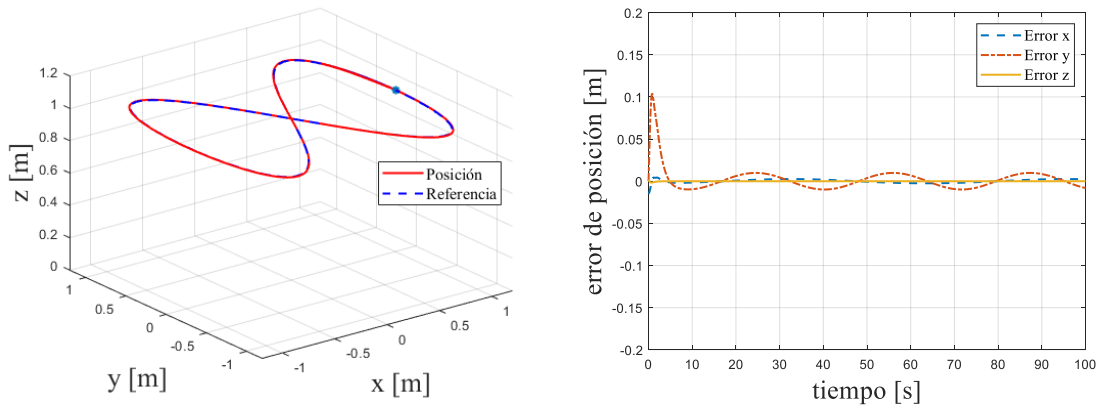 1.2
1
0.8
0.6
0.4
0.2
0
z [m]
1
0.5
0
-0.5
-1
y [m]
-1
-0.5
0
0.5
1
x [m]
Posición
Referencia
0.2
0.15
0.1
0.05
0
-0.05
-0.1
-0.15
-0.2
error de posición [m]
Error x
Error y
Error z
0 10 20 30 40 50 60 70 80 90 100
tiempo [s]